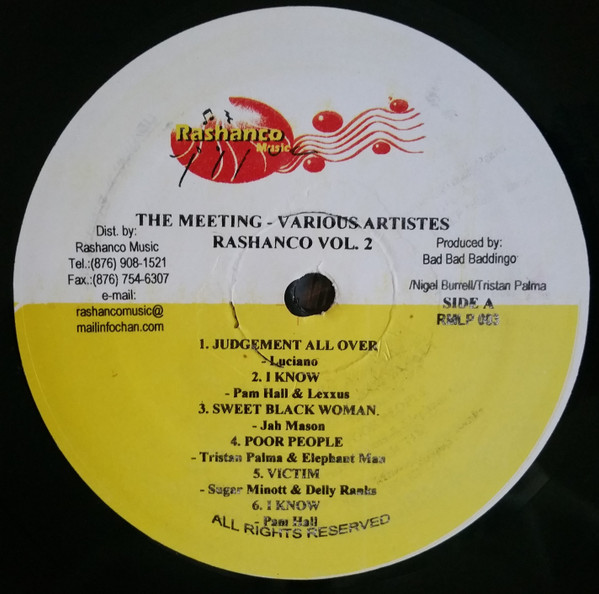 Rashanco
Music
THE MEETING - VARIOUS ARTISTES
RASHANCO VOL. 2
Dist. by:
Rashanco Music
Tel.:(876) 908-1521
Fax.:(876) 754-6307
e-mail:
rashancomusic@
mailinfochan.com
Produced by:
Bad Bad Baddingo
/Nigel Burrell/Tristan Palma
SIDE A
RMLP 003
1. JUDGEMENT ALL OVER
- Luciano
2. I KNOW
- Pam Hall & Lexxus
3. SWEET BLACK WOMAN.
- Jah Mason
4. POOR PEOPLE
- Tristan Palma & Elephant Man
5. VICTIM
- Sugar Minott & Delly Ranks
6. I KNOW
- Pam Hall
ALL RIGHTS RESERVED